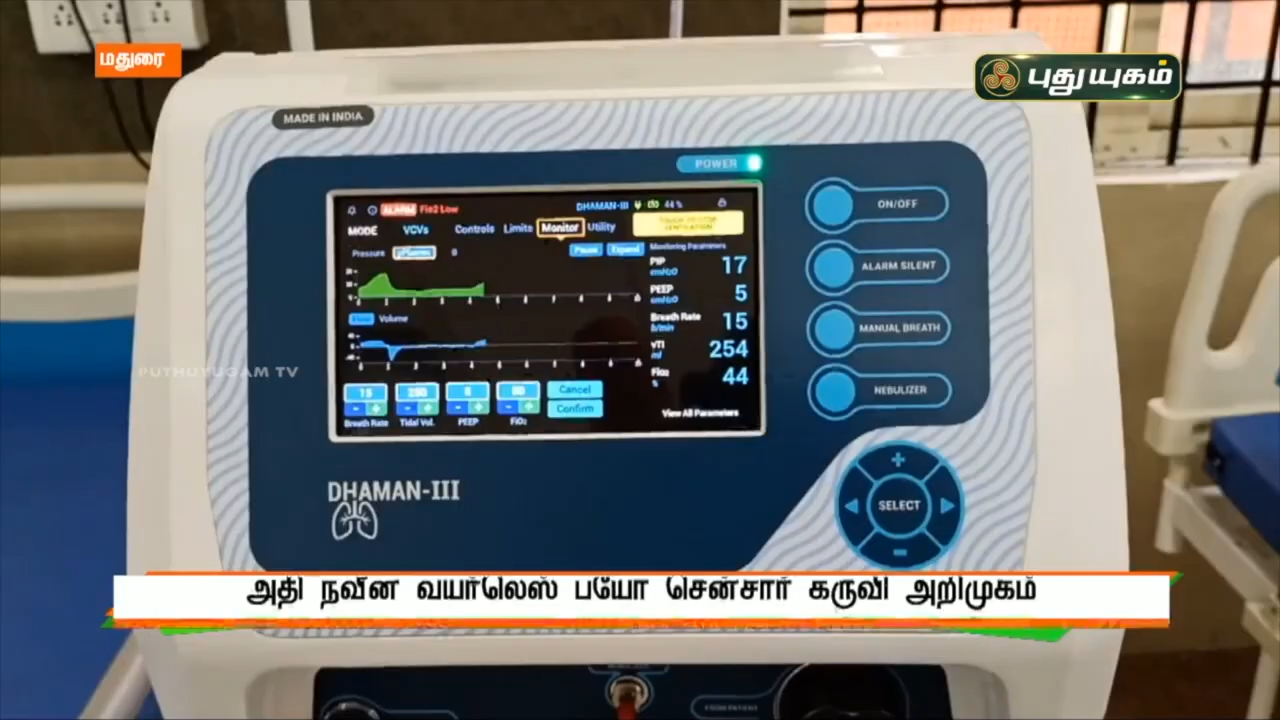 மதுரை
புதுயுகம்
MADE IN INDIA
POWER
ALARM Fio2 Low
DHAMAN-III 44 %
MODE VCVs Controls Limits Monitor Utility
Pressure
Pause Expand Monitoring Parameters
PIP cmH2O 17
PEEP cmH2O 5
Breath Rate b/min 15
Volume
VTI ml 254
Fio2 % 44
15
Cancel
Confirm
Breath Rate Tidal Vol. PEEP FiO2
View All Parameters
ON/OFF
ALARM SILENT
MANUAL BREATH
NEBULIZER
+
SELECT
-
PUTHUYUGAM TV
DHAMAN-III
அதி நவீன வயர்லெஸ் பயோ சென்சார் கருவி அறிமுகம்